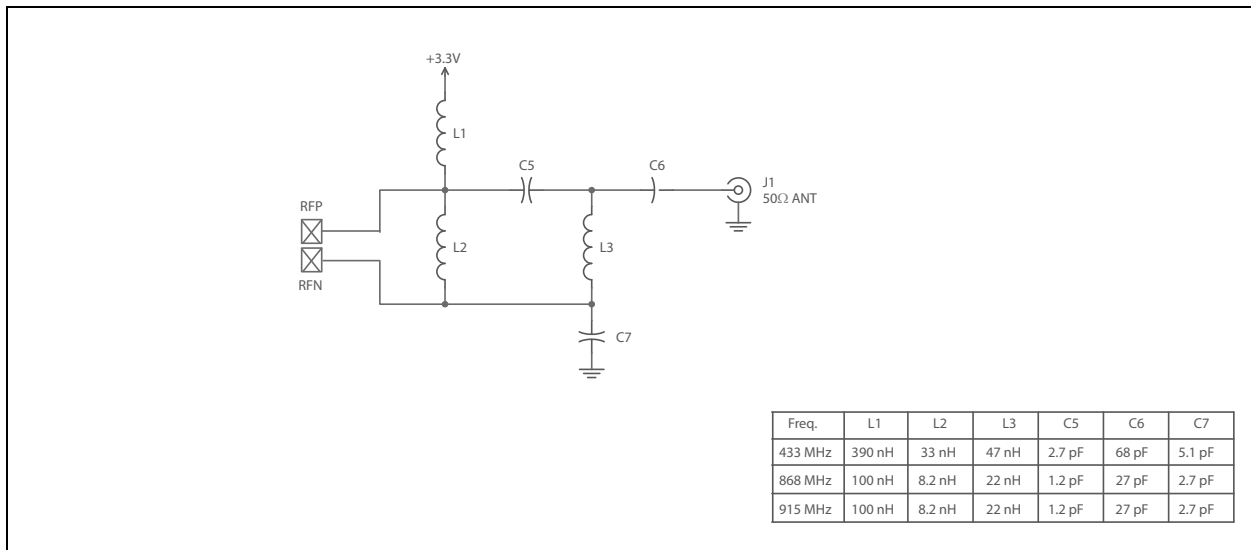 +3.3V
L1
C5
C6
J1
50Ω ANT
RFP
L2
L3
RFN
C7
Freq. L1 L2 L3 C5 C6 C7
433 MHz 390 nH 33 nH 47 nH 2.7 pF 68 pF 5.1 pF
868 MHz 100 nH 8.2 nH 22 nH 1.2 pF 27 pF 2.7 pF
915 MHz 100 nH 8.2 nH 22 nH 1.2 pF 27 pF 2.7 pF